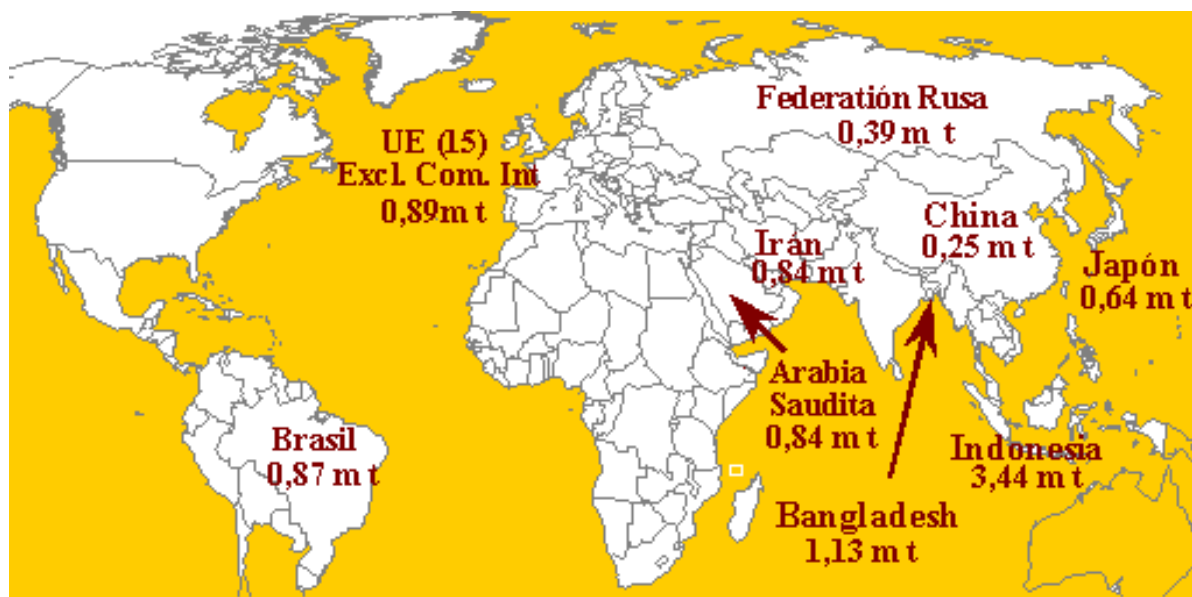 Federatión Rusa
0,39 m t
UE (15)
Excl. Com. Int
0,89m t
China
0,25 m t
Irán
0,84 m t
Japón
0,64 m t
Arabia
Saudita
0,84 m t
Brasil
0,87 m t
Indonesia
3,44 m t
Bangladesh
1,13 m t